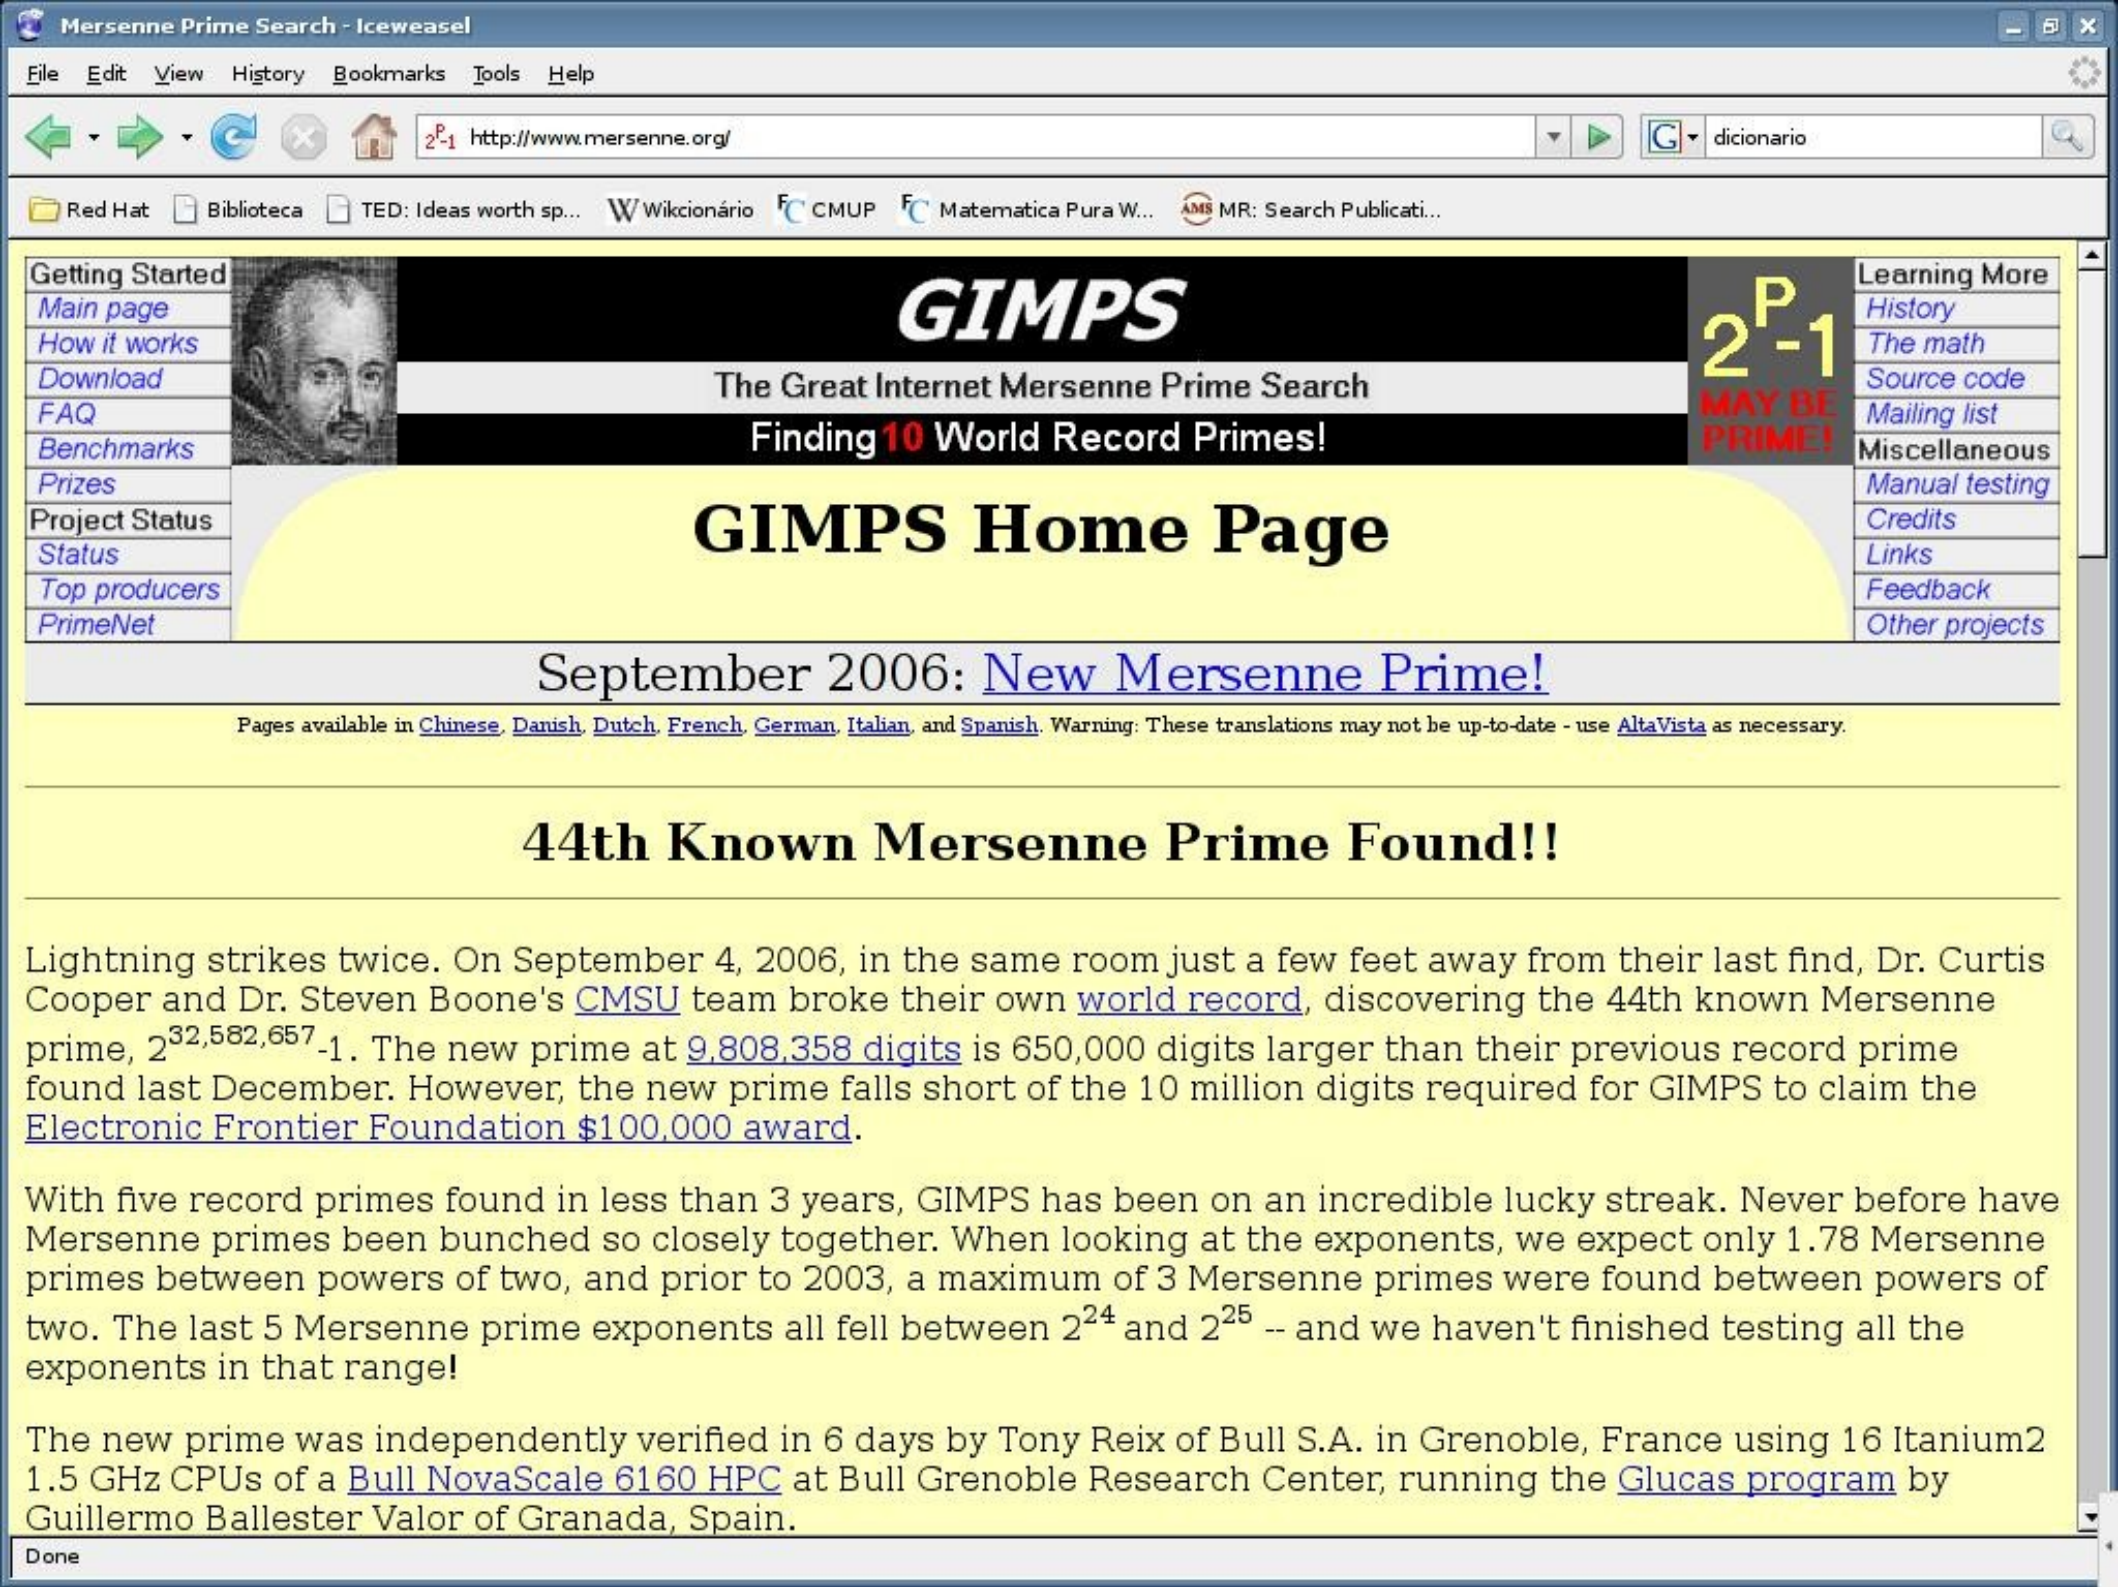 Mersenne Prime Search - Iceweasel
File Edit View History Bookmarks Tools Help
2P-1 http://www.mersenne.org/ G dicionario
Red Hat Biblioteca TED: Ideas worth sp... W Wikcionário FC CMUP FC Matematica Pura W... AMS MR: Search Publicati...
Getting Started
Main page
How it works
Download
FAQ
Benchmarks
Prizes
Project Status
Status
Top producers
PrimeNet
GIMPS
The Great Internet Mersenne Prime Search
Finding 10 World Record Primes!
2P-1
MAY BE
PRIME!
Learning More
History
The math
Source code
Mailing list
Miscellaneous
Manual testing
Credits
Links
Feedback
Other projects
GIMPS Home Page
September 2006: New Mersenne Prime!
Pages available in Chinese, Danish, Dutch, French, German, Italian, and Spanish. Warning: These translations may not be up-to-date - use AltaVista as necessary.
44th Known Mersenne Prime Found!!
Lightning strikes twice. On September 4, 2006, in the same room just a few feet away from their last find, Dr. Curtis
Cooper and Dr. Steven Boone's CMSU team broke their own world record, discovering the 44th known Mersenne
prime, 2^32,582,657-1. The new prime at 9,808,358 digits is 650,000 digits larger than their previous record prime
found last December. However, the new prime falls short of the 10 million digits required for GIMPS to claim the
Electronic Frontier Foundation $100,000 award.
With five record primes found in less than 3 years, GIMPS has been on an incredible lucky streak. Never before have
Mersenne primes been bunched so closely together. When looking at the exponents, we expect only 1.78 Mersenne
primes between powers of two, and prior to 2003, a maximum of 3 Mersenne primes were found between powers of
two. The last 5 Mersenne prime exponents all fell between 2^24 and 2^25 -- and we haven't finished testing all the
exponents in that range!
The new prime was independently verified in 6 days by Tony Reix of Bull S.A. in Grenoble, France using 16 Itanium2
1.5 GHz CPUs of a Bull NovaScale 6160 HPC at Bull Grenoble Research Center, running the Glucas program by
Guillermo Ballester Valor of Granada, Spain.
Done